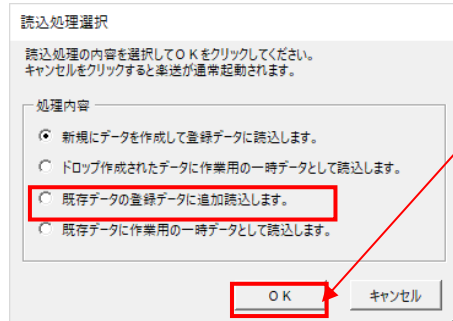 読込処理選択
読込処理の内容を選択してＯＫをクリックしてください。
キャンセルをクリックすると楽送が通常起動されます。
処理内容
新規にデータを作成して登録データに読込します。
ドロップ作成されたデータに作業用の一時データとして読込します。
既存データの登録データに追加読込します。
既存データに作業用の一時データとして読込します。
ＯＫ
キャンセル